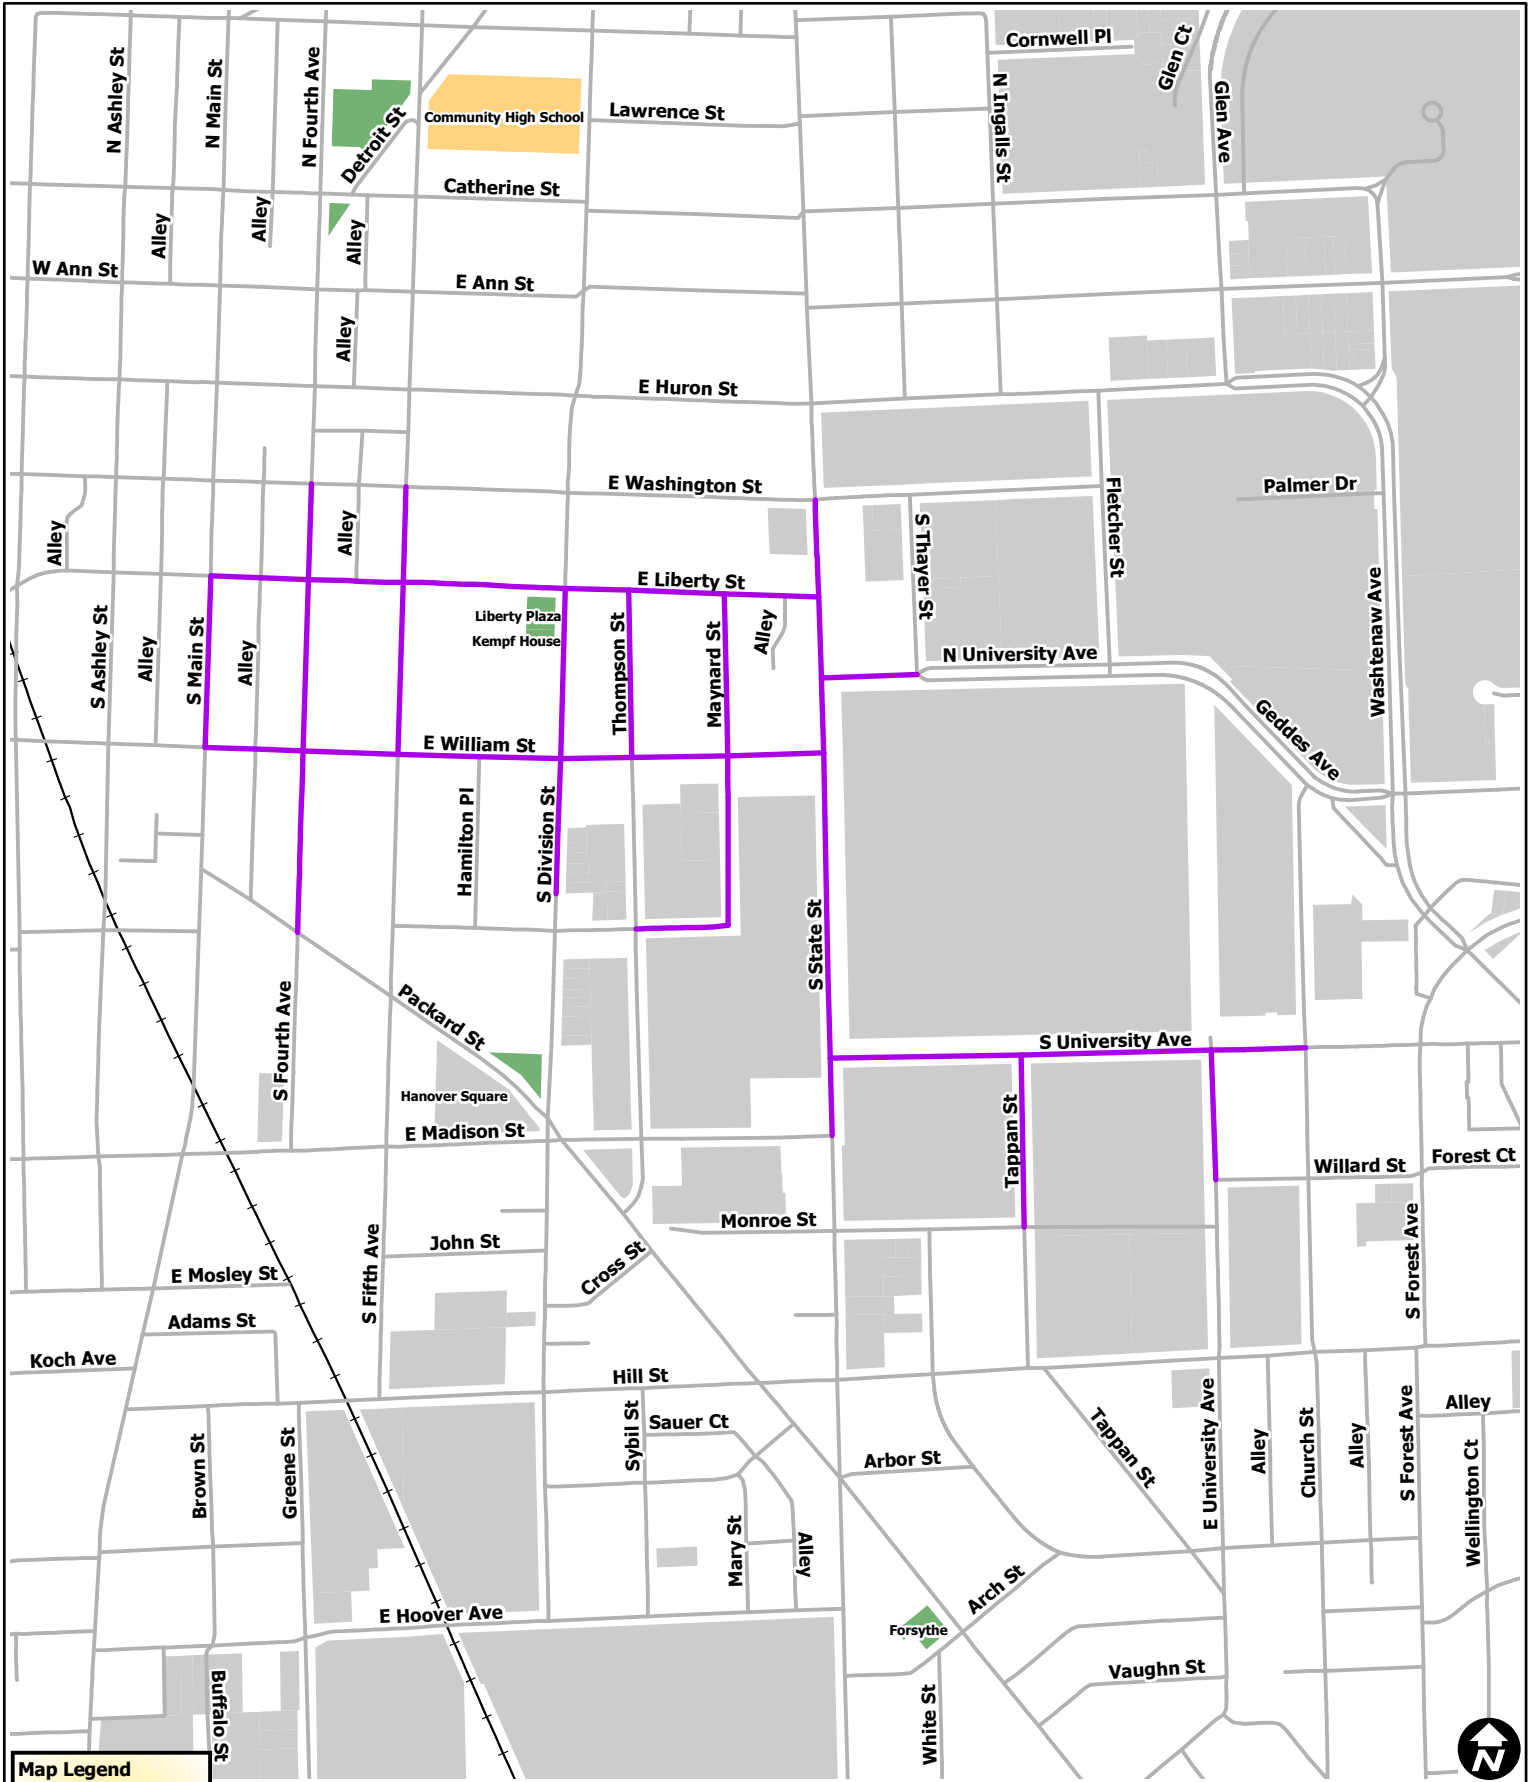 Cornwell Pl
Glen Ct
N Ashley St
N Main St
N Fourth Ave
Detroit St
Community High School
Lawrence St
N Ingalls St
Glen Ave
Catherine St
Alley
Alley
Alley
W Ann St
E Ann St
Alley
E Huron St
E Washington St
Palmer Dr
Alley
Alley
S Thayer St
Fletcher St
E Liberty St
Washtenaw Ave
S Ashley St
Alley
S Main St
Alley
Liberty Plaza
Kempf House
Thompson St
Maynard St
Alley
N University Ave
Geddes Ave
E William St
Hamilton Pl
S Division St
S State St
Packard St
S Fourth Ave
S University Ave
Hanover Square
E Madison St
Tappan St
Willard St
Forest Ct
Monroe St
S Forest Ave
John St
S Fifth Ave
Cross St
E Mosley St
Adams St
Koch Ave
Hill St
Brown St
Greene St
Sybil St
Sauer Ct
Arbor St
Tappan St
E University Ave
Alley
Church St
Alley
S Forest Ave
Alley
Wellington Ct
Mary St
Alley
Arch St
E Hoover Ave
Forsythe
Vaughn St
Buffalo St
White St
N
Map Legend